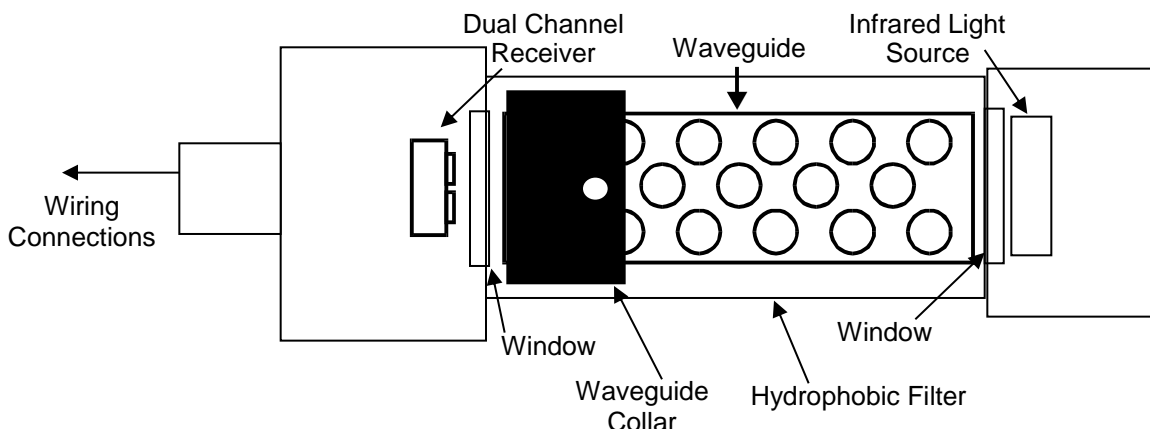 Dual Channel
Receiver
Waveguide
Infrared Light
Source
Wiring
Connections
Window
Waveguide
Collar
Hydrophobic Filter
Window